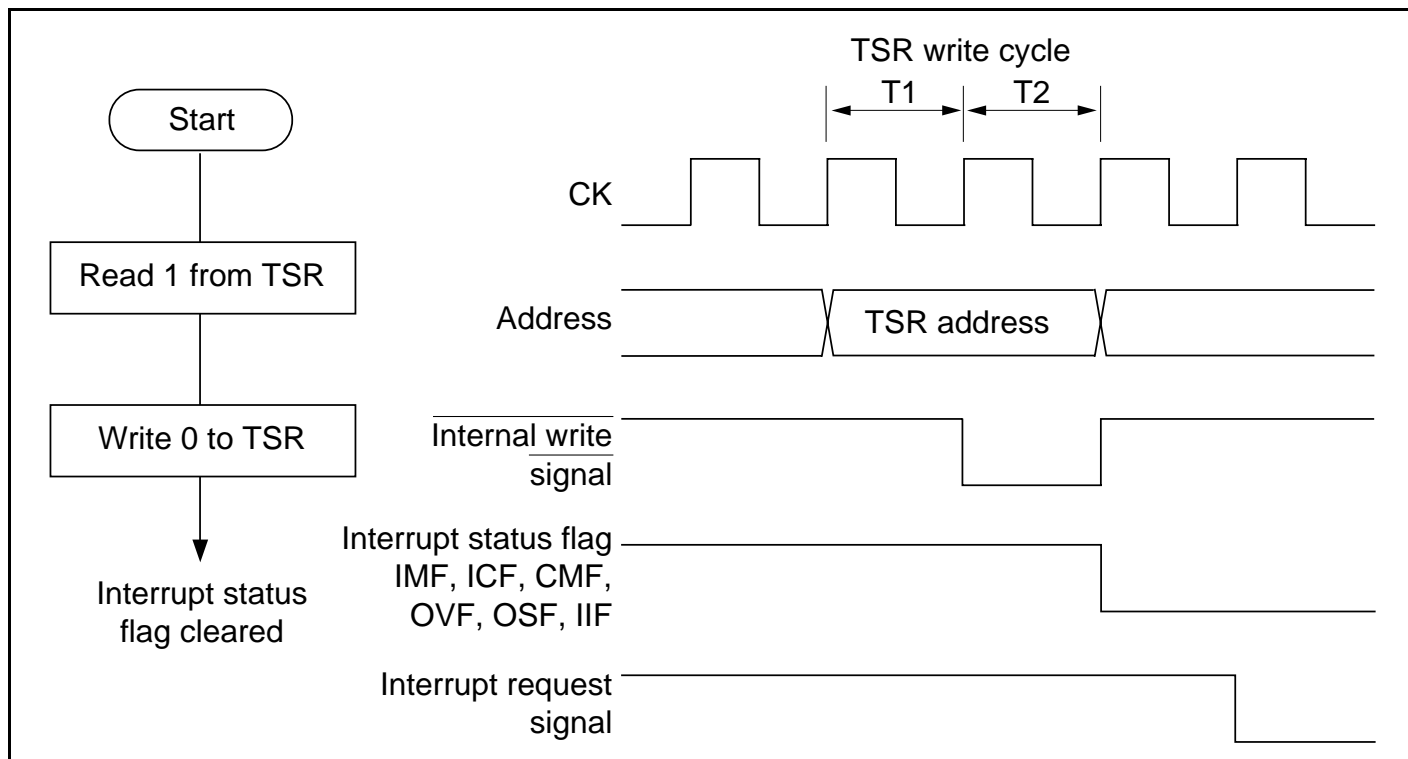 Start
Read 1 from TSR
Write 0 to TSR
Interrupt status
flag cleared
TSR write cycle
T1
T2
CK
Address
TSR address
Internal write
signal
Interrupt status flag
IMF, ICF, CMF,
OVF, OSF, IIF
Interrupt request
signal